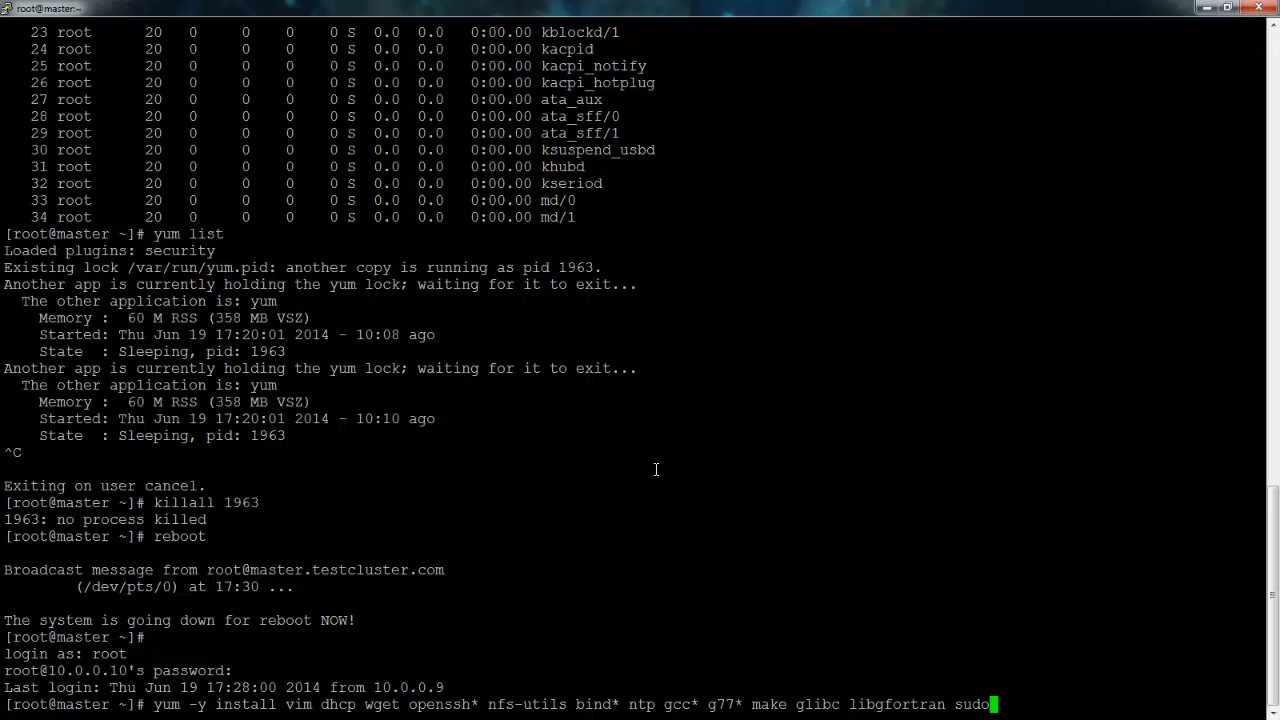 root@master:~
23 root 20 0 0 0 0 S 0.0 0.0 0:00.00 kblockd/1
24 root 20 0 0 0 0 S 0.0 0.0 0:00.00 kacpid
25 root 20 0 0 0 0 S 0.0 0.0 0:00.00 kacpi_notify
26 root 20 0 0 0 0 S 0.0 0.0 0:00.00 kacpi_hotplug
27 root 20 0 0 0 0 S 0.0 0.0 0:00.00 ata_aux
28 root 20 0 0 0 0 S 0.0 0.0 0:00.00 ata_sff/0
29 root 20 0 0 0 0 S 0.0 0.0 0:00.00 ata_sff/1
30 root 20 0 0 0 0 S 0.0 0.0 0:00.00 ksuspend_usbd
31 root 20 0 0 0 0 S 0.0 0.0 0:00.00 khubd
32 root 20 0 0 0 0 S 0.0 0.0 0:00.00 kseriod
33 root 20 0 0 0 0 S 0.0 0.0 0:00.00 md/0
34 root 20 0 0 0 0 S 0.0 0.0 0:00.00 md/1
[root@master ~]# yum list
Loaded plugins: security
Existing lock /var/run/yum.pid: another copy is running as pid 1963.
Another app is currently holding the yum lock; waiting for it to exit...
The other application is: yum
Memory : 60 M RSS (358 MB VSZ)
Started: Thu Jun 19 17:20:01 2014 - 10:08 ago
State : Sleeping, pid: 1963
Another app is currently holding the yum lock; waiting for it to exit...
The other application is: yum
Memory : 60 M RSS (358 MB VSZ)
Started: Thu Jun 19 17:20:01 2014 - 10:10 ago
State : Sleeping, pid: 1963
^C
Exiting on user cancel.
[root@master ~]# killall 1963
1963: no process killed
[root@master ~]# reboot
Broadcast message from root@master.testcluster.com
(/dev/pts/0) at 17:30 ...
The system is going down for reboot NOW!
[root@master ~]#
login as: root
root@10.0.0.10's password:
Last login: Thu Jun 19 17:28:00 2014 from 10.0.0.9
[root@master ~]# yum -y install vim dhcp wget openssh* nfs-utils bind* ntp gcc* g77* make glibc libgfortran sudo